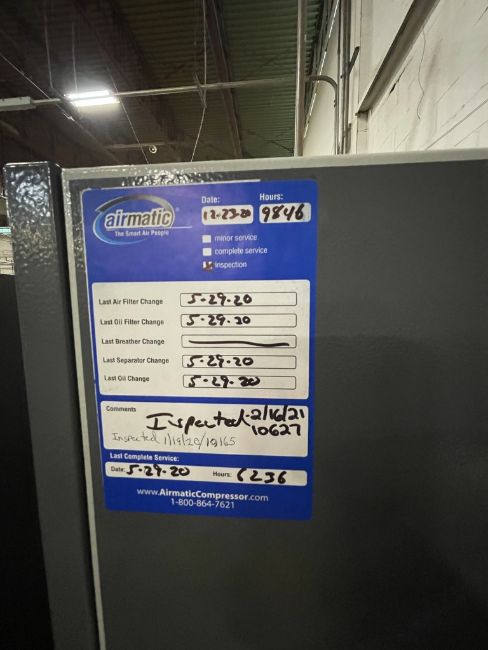 airmatic
The Smart Air People
Date: Hours:
12-23-20 9846
minor service
complete service
inspection
Last Air Filter Change 5-29-20
Last Oil Filter Change 5-29-20
Last Breather Change
Last Separator Change 5-29-20
Last Oil Change 5-29-20
Comments
Inspected-2/16/21
10627
Inspected 1/19/20/10165
Last Complete Service:
Date: 5-29-20 Hours: 6236
www.AirmaticCompressor.com
1-800-864-7621